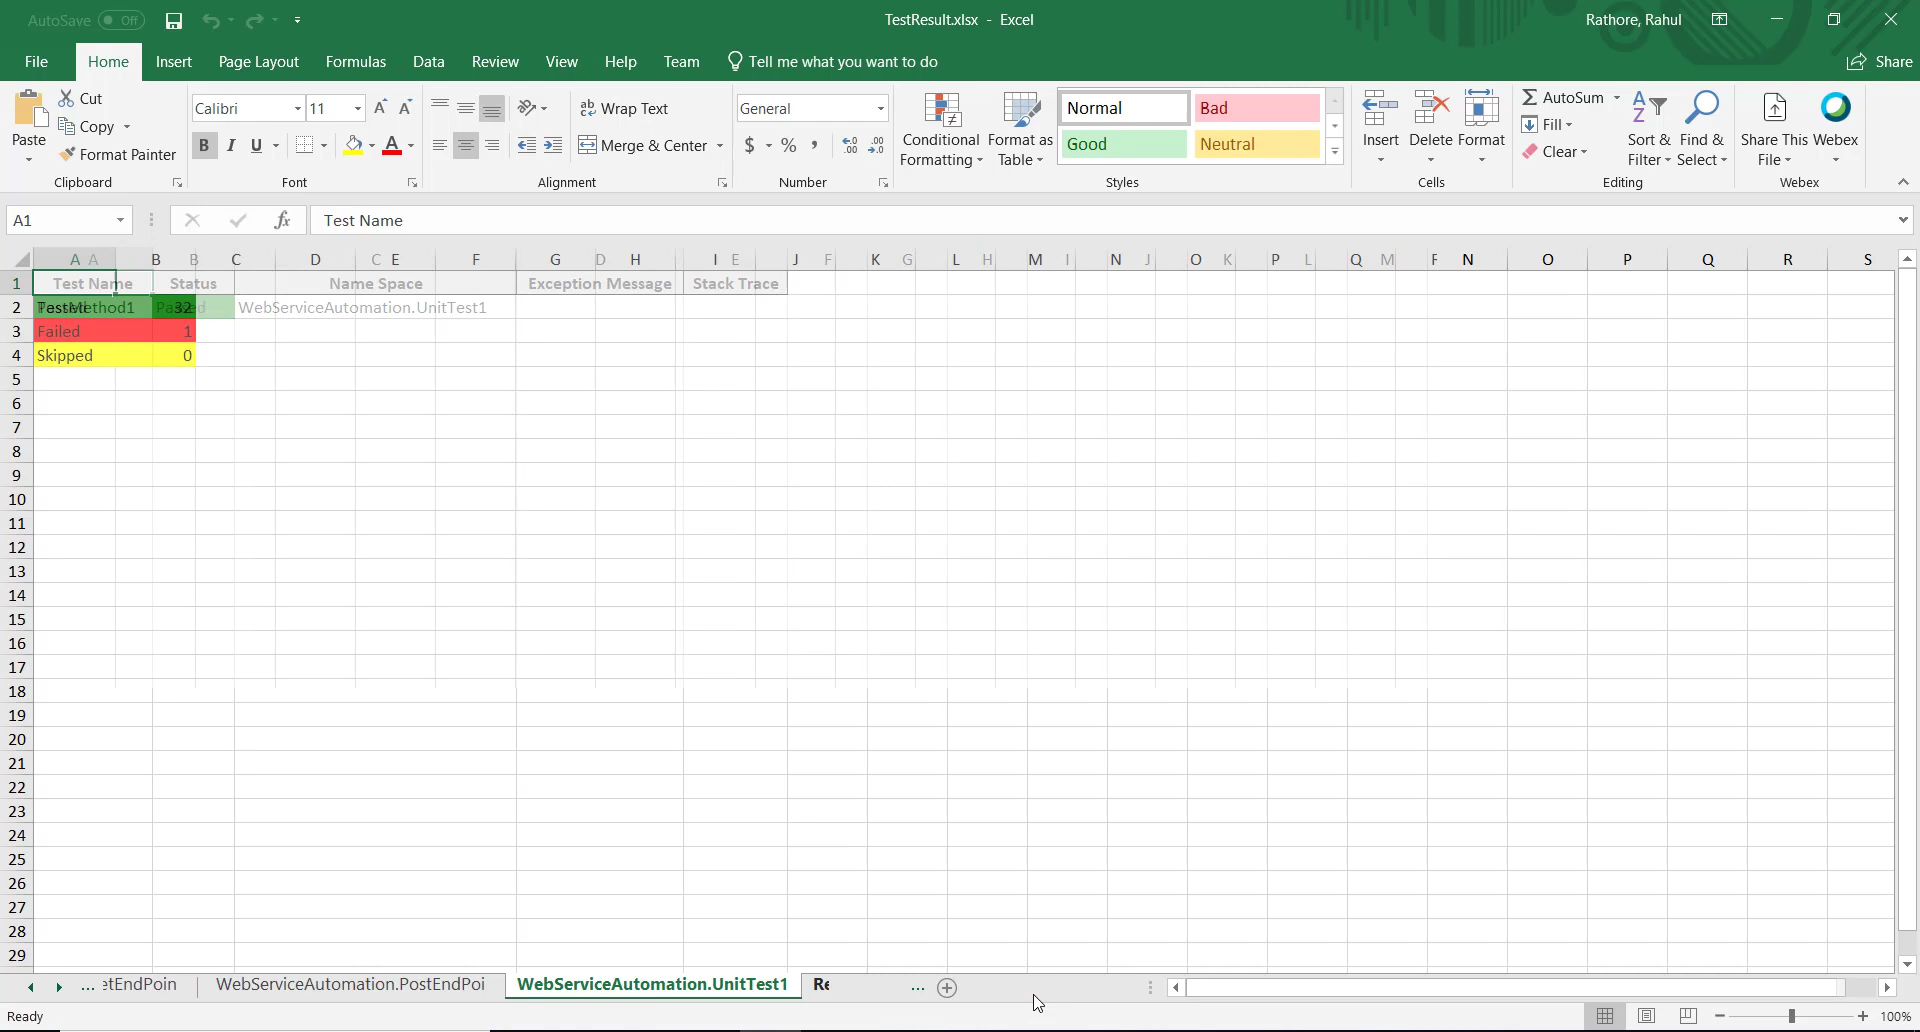 AutoSave Off TestResult.xlsx - Excel Rathore, Rahul
File Home Insert Page Layout Formulas Data Review View Help Team Tell me what you want to do Share
Paste
Cut
Copy
Format Painter
Clipboard
Calibri 11
A A
B I U A
Font
Wrap Text
Merge & Center
Alignment
General
$ % ,
Number
Conditional Formatting
Format as Table
Normal Bad
Good Neutral
Styles
Insert Delete Format
Cells
AutoSum
Fill
Clear
Sort & Filter
Find & Select
Editing
Share This File
Webex
Webex
A1 fx Test Name
A A B B C D C E F G D H I E J F K G L H M I N J O K P L Q M N O P Q R S
1 Test Name Status Name Space Exception Message Stack Trace
2 TestMethod1 Passed 32 WebServiceAutomation.UnitTest1
3 Failed 1
4 Skipped 0
5
6
7
8
9
10
11
12
13
14
15
16
17
18
19
20
21
22
23
24
25
26
27
28
29
... etEndPoin WebServiceAutomation.PostEndPoi WebServiceAutomation.UnitTest1 Re ...
Ready 100%